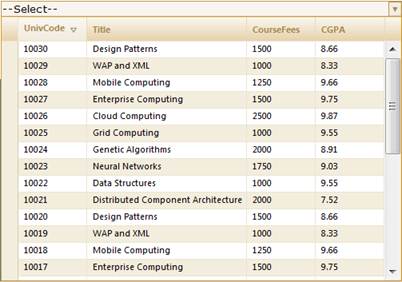 --Select--
UnivCode Title CourseFees CGPA
10030 Design Patterns 1500 8.66
10029 WAP and XML 1000 8.33
10028 Mobile Computing 1250 9.66
10027 Enterprise Computing 1500 9.75
10026 Cloud Computing 2500 9.87
10025 Grid Computing 1000 9.55
10024 Genetic Algorithms 2000 8.91
10023 Neural Networks 1750 9.03
10022 Data Structures 1000 9.55
10021 Distributed Component Architecture 2000 7.52
10020 Design Patterns 1500 8.66
10019 WAP and XML 1000 8.33
10018 Mobile Computing 1250 9.66
10017 Enterprise Computing 1500 9.75